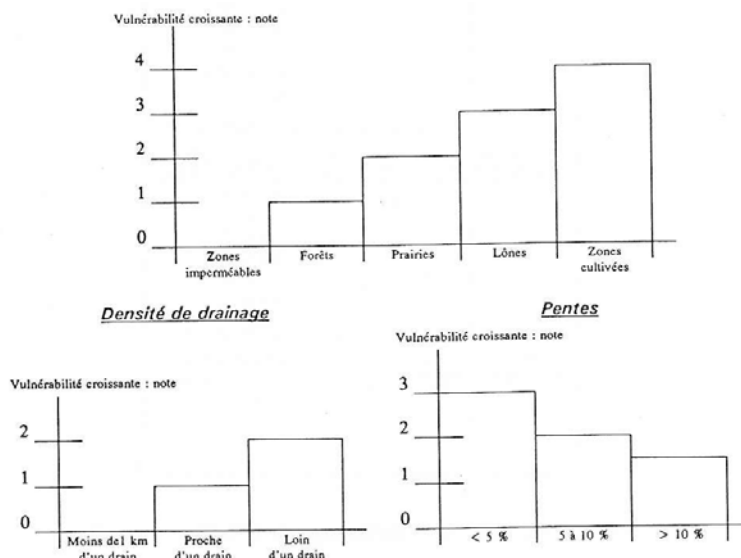 Vulnérabilité croissante : note
4
3
2
1
0
Zones imperméables
Forêts
Prairies
Lônes
Zones cultivées
Densité de drainage
Vulnérabilité croissante : note
2
1
0
Moins de1 km d'un drain
Proche d'un drain
Loin d'un drain
Pentes
Vulnérabilité croissante : note
3
2
1
0
< 5 %
5 à 10 %
> 10 %